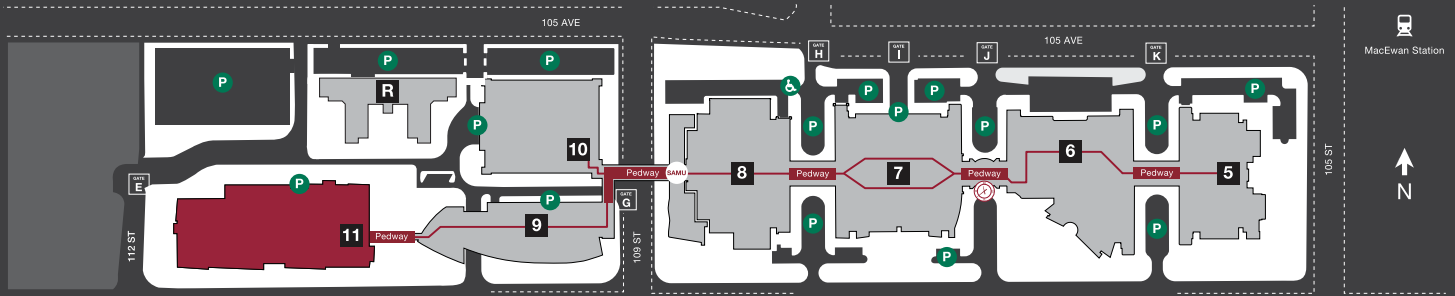 105 AVE
105 AVE
MacEwan Station
GATE
H
GATE
I
GATE
J
GATE
K
P
P
P
R
P
P
P
P
P
P
P
P
P
10
8
7
6
5
Pedway
SAMU
Pedway
Pedway
Pedway
105 ST
N
GATE
E
P
P
GATE
G
9
11
Pedway
P
P
P
112 ST
109 ST